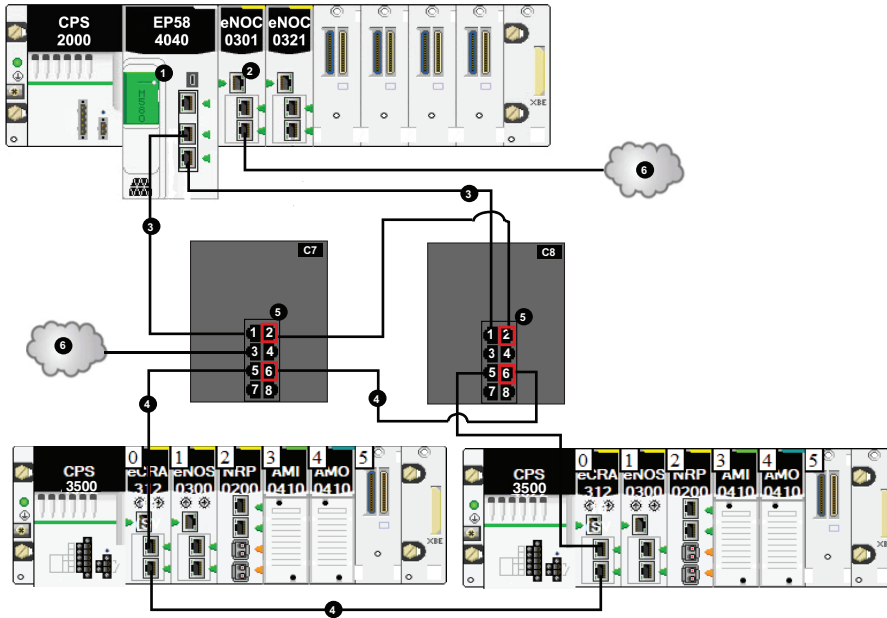 CPS 2000
EP58 4040
eNOC 0301
eNOC 0321
XBE
1
2
6
3
3
C7
C8
5
5
1 2
3 4
5 6
7 8
1 2
3 4
5 6
7 8
6
4
4
CPS 3500
0 1 2 3 4 5
eCRA 312
eNOS 0300
NRP 0200
AMI 0410
AMO 0410
XBE
CPS 3500
0 1 2 3 4 5
eCRA 312
eNOS 0300
NRP 0200
AMI 0410
AMO 0410
XBE
4